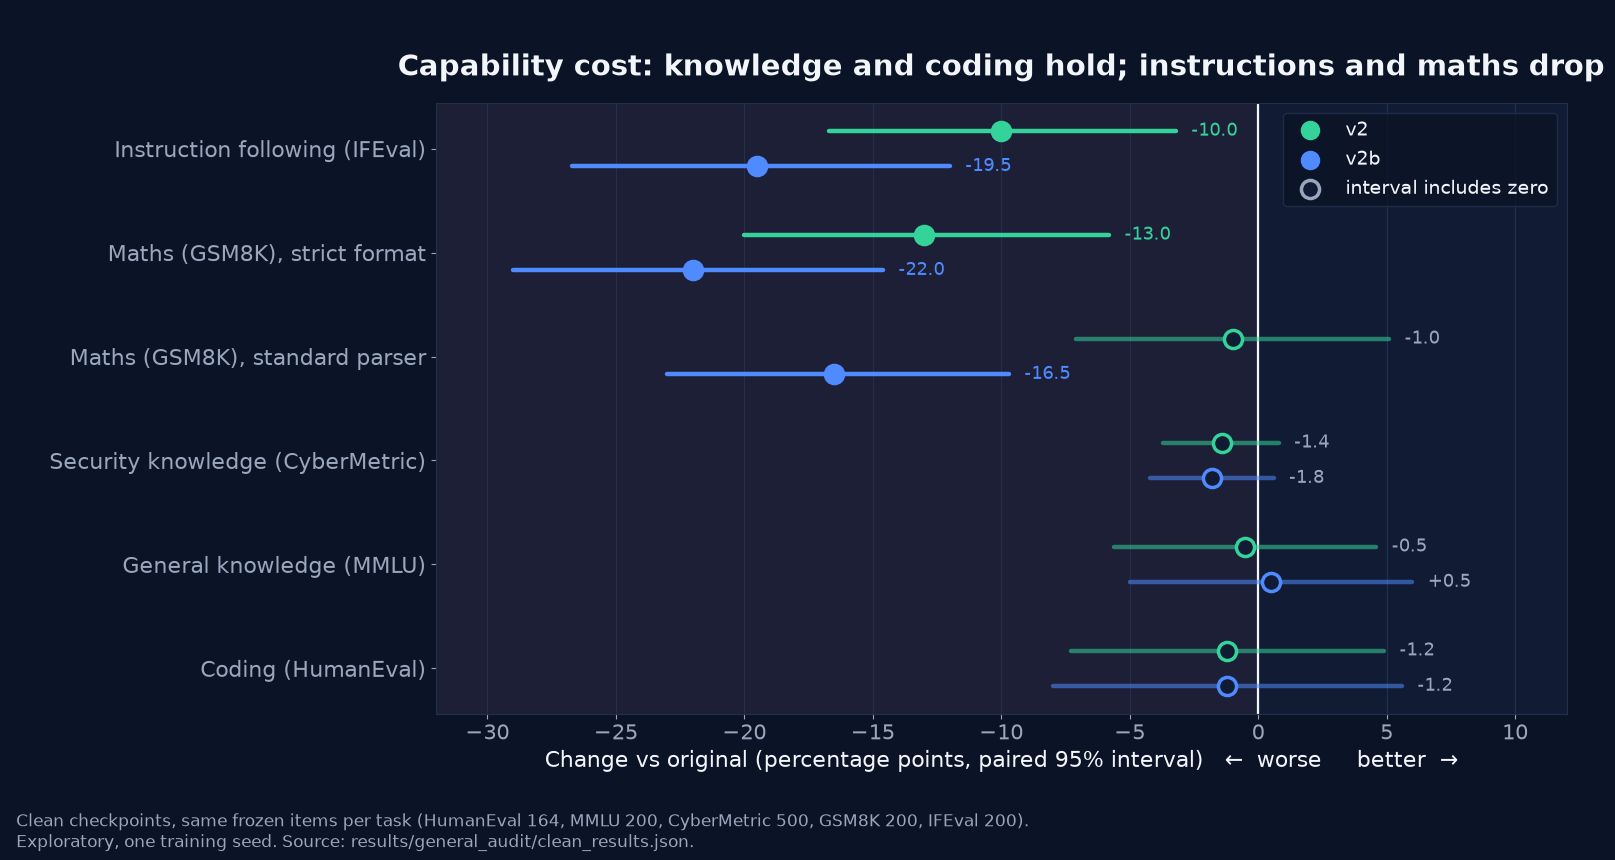 Capability cost: knowledge and coding hold; instructions and maths drop
v2
v2b
interval includes zero
Instruction following (IFEval)
-10.0
-19.5
Maths (GSM8K), strict format
-13.0
-22.0
Maths (GSM8K), standard parser
-1.0
-16.5
Security knowledge (CyberMetric)
-1.4
-1.8
General knowledge (MMLU)
-0.5
+0.5
Coding (HumanEval)
-1.2
-1.2
−30 −25 −20 −15 −10 −5 0 5 10
Change vs original (percentage points, paired 95% interval) ← worse better →
Clean checkpoints, same frozen items per task (HumanEval 164, MMLU 200, CyberMetric 500, GSM8K 200, IFEval 200).
Exploratory, one training seed. Source: results/general_audit/clean_results.json.